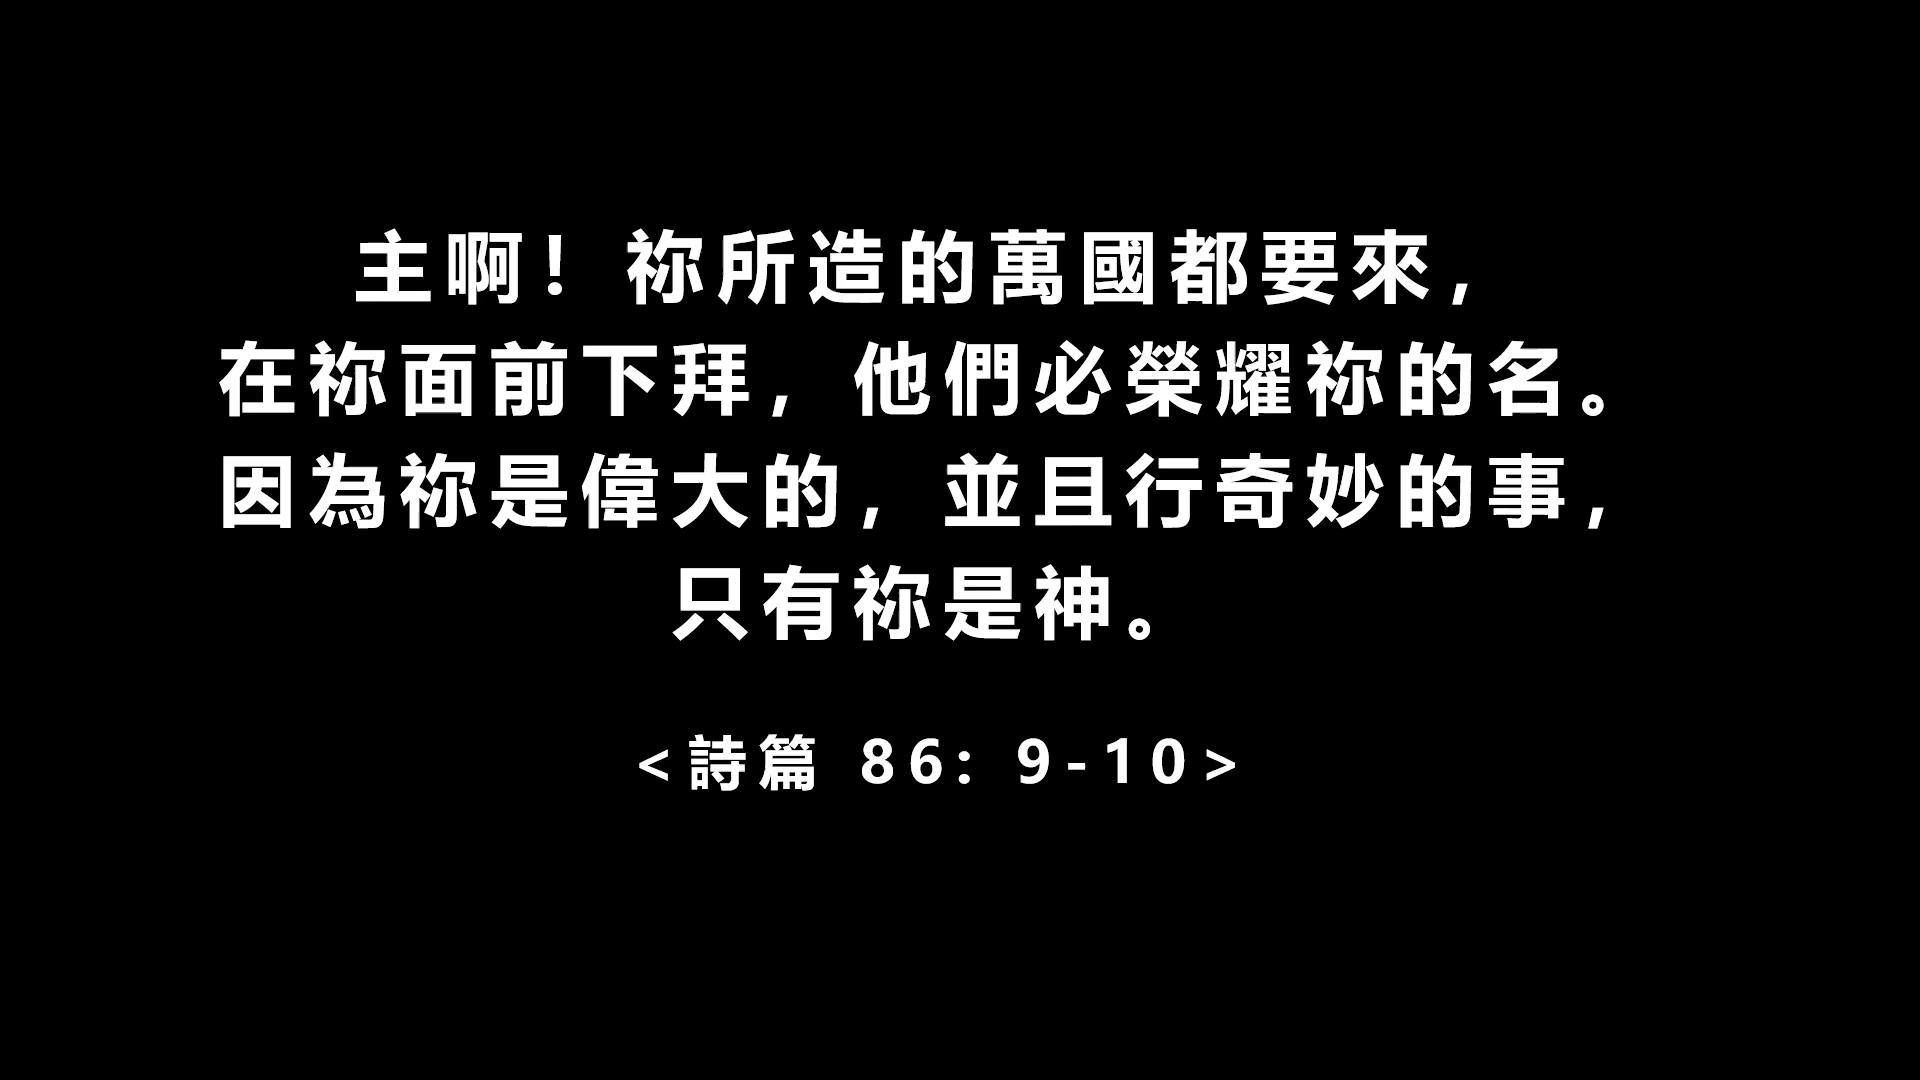 主啊！祢所造的萬國都要來，
在祢面前下拜，他們必榮耀祢的名。
因為祢是偉大的，並且行奇妙的事，
只有祢是神。
<詩篇 86：9-10>